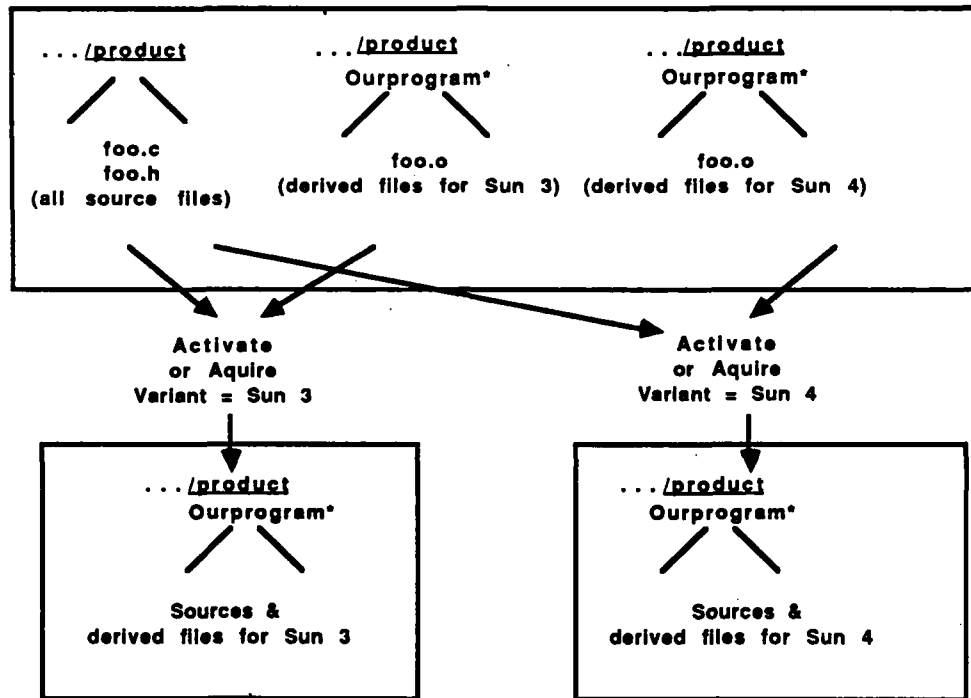 . . . /product
foo.c
foo.h
(all source files)
. . . /product
Ourprogram*
foo.o
(derived files for Sun 3)
. . . /product
Ourprogram*
foo.o
(derived files for Sun 4)
Activate
or Aquire
Variant = Sun 3
Activate
or Aquire
Variant = Sun 4
. . . /product
Ourprogram*
Sources &
derived files for Sun 3
. . . /product
Ourprogram*
Sources &
derived files for Sun 4